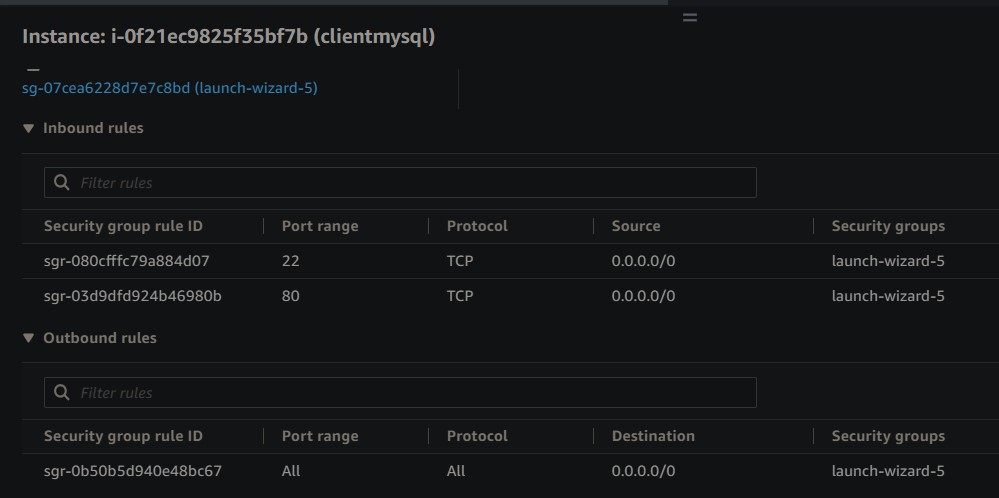 Instance: i-0f21ec9825f35bf7b (clientmysql)
–
sg-07cea6228d7e7c8bd (launch-wizard-5)
Inbound rules
Filter rules
Security group rule ID Port range Protocol Source Security groups
sgr-080cfffc79a884d07 22 TCP 0.0.0.0/0 launch-wizard-5
sgr-03d9dfd924b46980b 80 TCP 0.0.0.0/0 launch-wizard-5
Outbound rules
Filter rules
Security group rule ID Port range Protocol Destination Security groups
sgr-0b50b5d940e48bc67 All All 0.0.0.0/0 launch-wizard-5